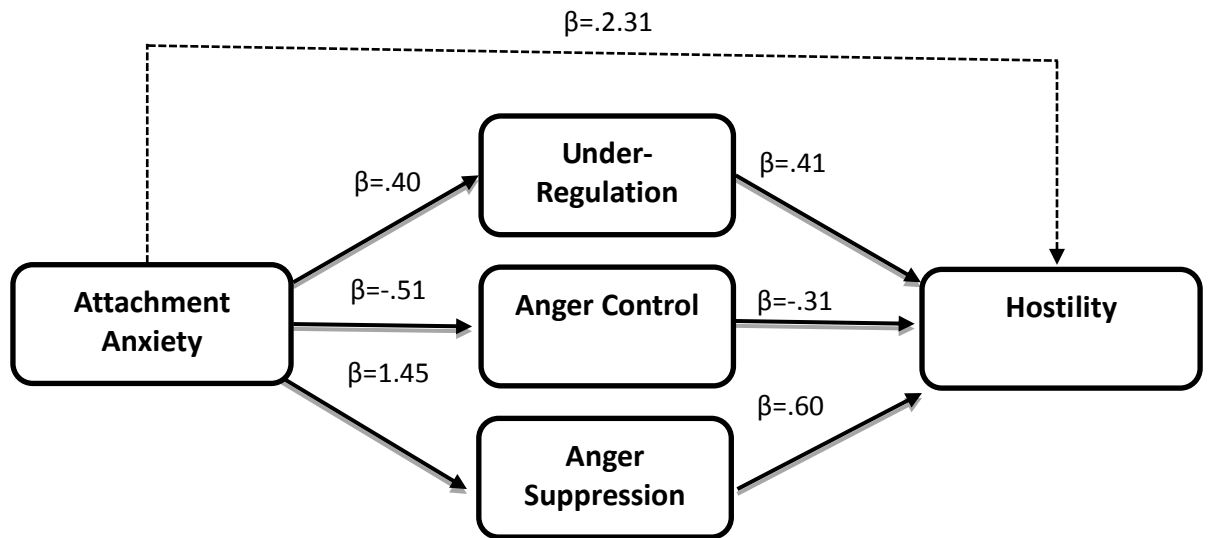 β=.2.31
Under-
Regulation
β=.40
β=.41
Attachment
Anxiety
β=-.51
Anger Control
β=-.31
Hostility
β=1.45
β=.60
Anger
Suppression